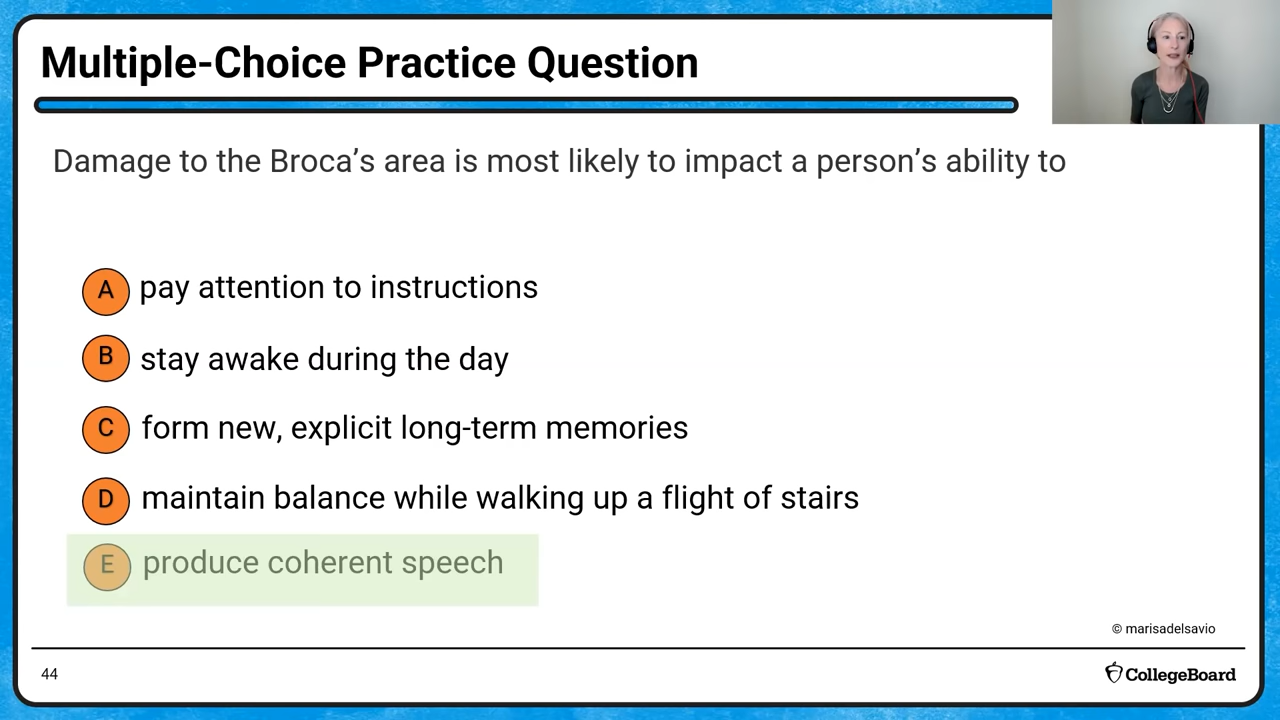 Multiple-Choice Practice Question
Damage to the Broca’s area is most likely to impact a person’s ability to
A pay attention to instructions
B stay awake during the day
C form new, explicit long-term memories
D maintain balance while walking up a flight of stairs
E produce coherent speech
© marisadelsavio
44
CollegeBoard